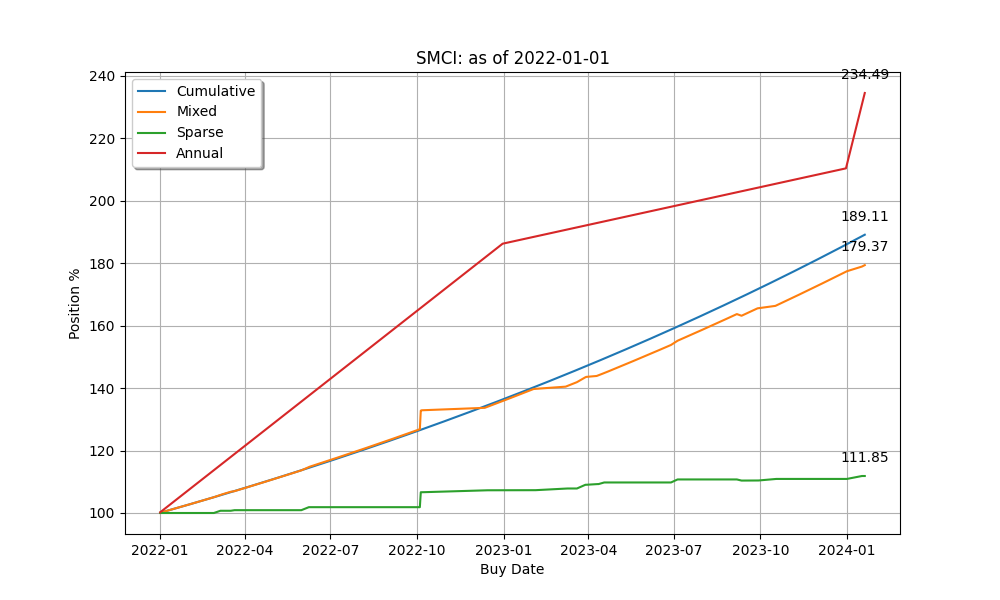 SMCI: as of 2022-01-01
Cumulative
Mixed
Sparse
Annual
234.49
189.11
179.37
111.85
240
220
200
180
160
140
120
100
Position %
2022-01 2022-04 2022-07 2022-10 2023-01 2023-04 2023-07 2023-10 2024-01
Buy Date